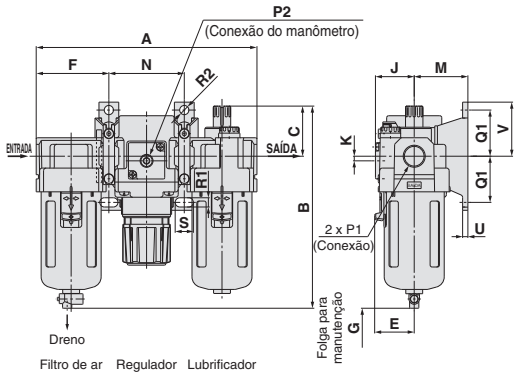 P2
(Conexão do manômetro)
A
F
N
R2
J
M
ENTRADA
SAÍDA
C
B
K
Q1
V
Q1
R1
S
2 x P1
(Conexão)
U
G
E
Folga para
manutenção
Dreno
Filtro de ar
Regulador
Lubrificador